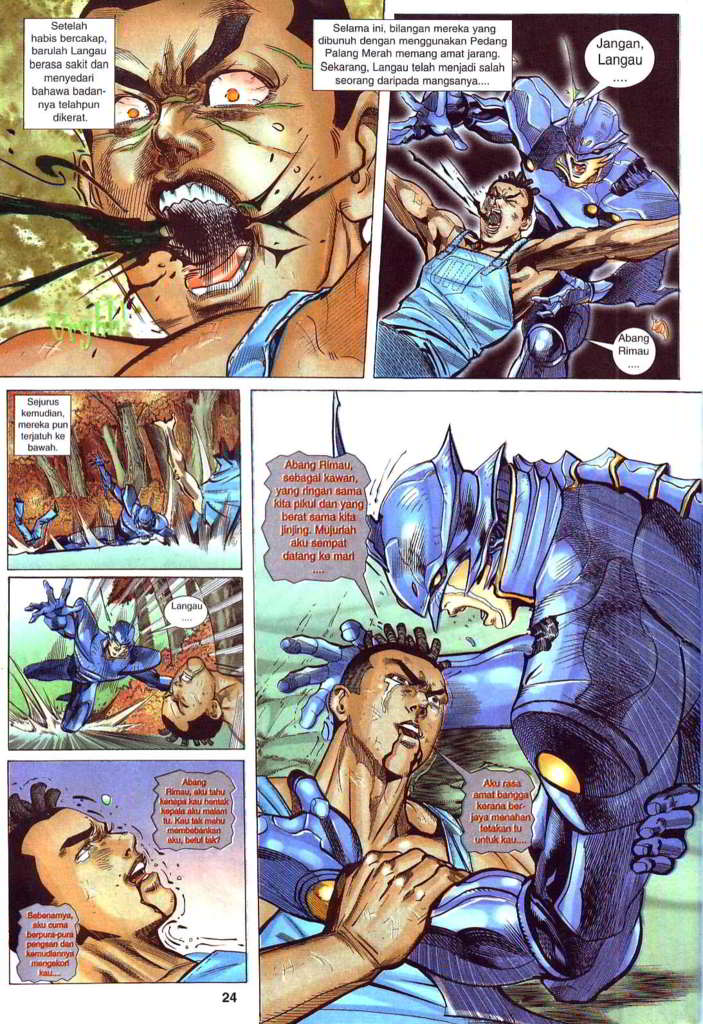 Setelah
habis bercakap,
barulah Langau
berasa sakit dan
menyedari
bahawa badan-
nya telahpun
dikerat.
Selama ini, bilangan mereka yang
dibunuh dengan menggunakan Pedang
Palang Merah memang amat jarang.
Sekarang, Langau telah menjadi salah
seorang daripada mangsanya....
Jangan,
Langau
....
Abang
Rimau
....
Sejurus
kemudian,
mereka pun
terjatuh ke
bawah.
Langau
....
Abang Rimau,
sebagai kawan,
yang ringan sama
kita pikul dan yang
berat sama kita
jinjing. Mujurlah
aku sempat
datang ke mari
....
Aku rasa
amat bangga
kerana ber-
jaya menahan
tetakan itu
untuk kau....
Abang
Rimau, aku tahu
kenapa kau hentak
kepala aku malam
itu. Kau tak mahu
membebankan
aku, betul tak?
Sebenarnya,
aku cuma
berpura-pura
pengsan dan
kemudiannya
mengekori
kau....
24